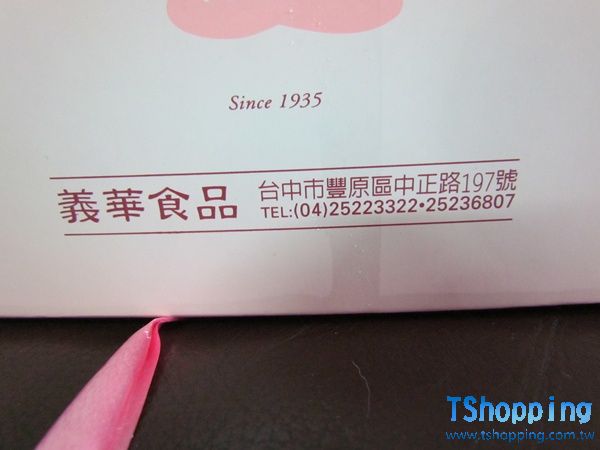 Since 1935
義華食品
台中市豐原區中正路197號
TEL:(04)25223322•25236807
TShopping
www.tshopping.com.tw